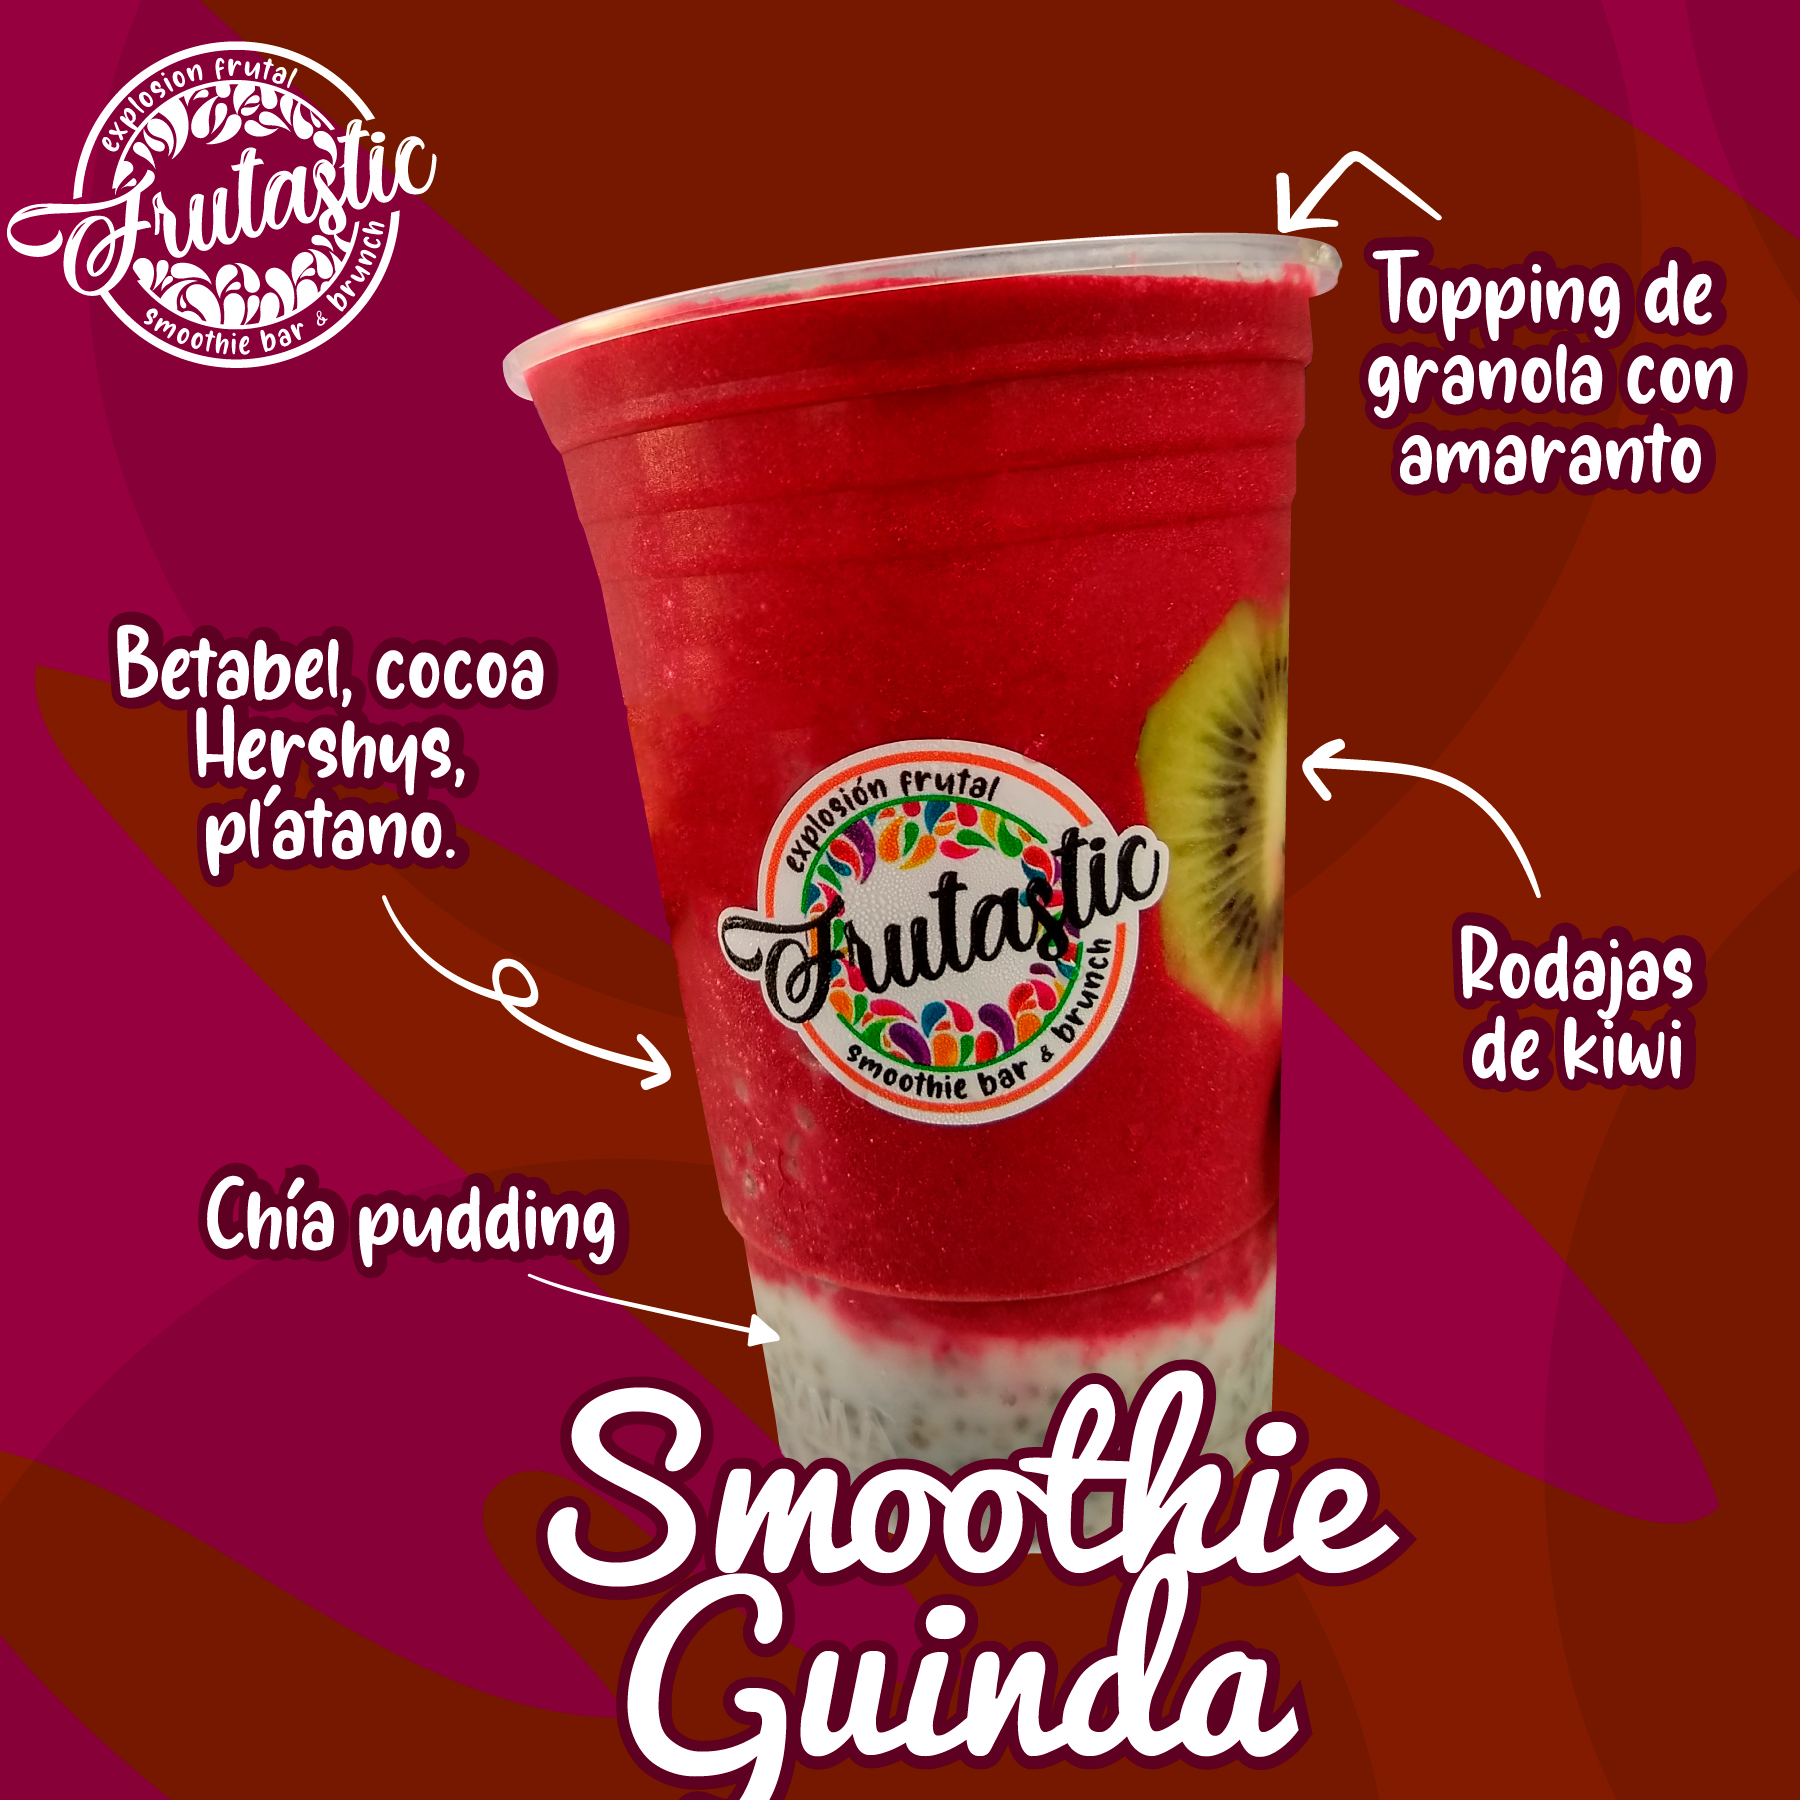 explosion frutal
Frutastic
smoothie bar & brunch
Topping de
granola con
amaranto
Betabel, cocoa
Hershys,
plátano.
explosión frutal
Frutastic
smoothie bar & brunch
Rodajas
de kiwi
Chía pudding
Smoothie
Guinda